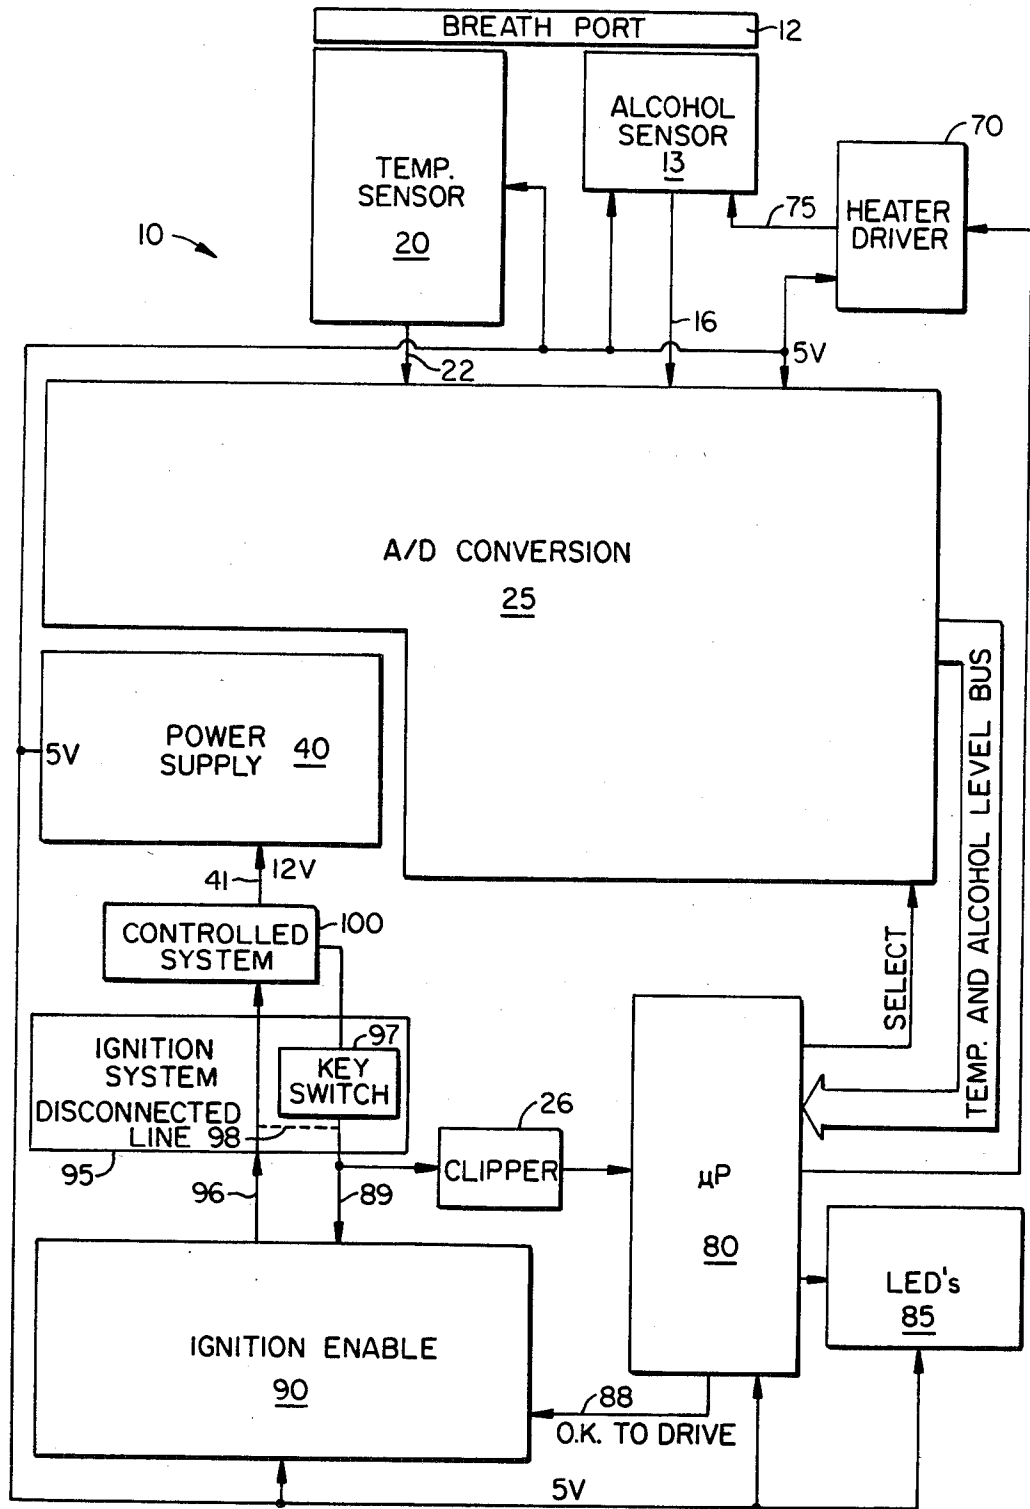 BREATH PORT
12
ALCOHOL
SENSOR
13
TEMP.
SENSOR
20
70
75
HEATER
DRIVER
10
16
22
5V
A/D CONVERSION
25
TEMP. AND ALCOHOL LEVEL BUS
POWER
SUPPLY 40
5V
41
12V
CONTROLLED
SYSTEM
100
SELECT
IGNITION
SYSTEM
97
KEY
SWITCH
DISCONNECTED
LINE 98
95
96
89
26
CLIPPER
µP
80
LED's
85
IGNITION ENABLE
90
88
O.K. TO DRIVE
5V